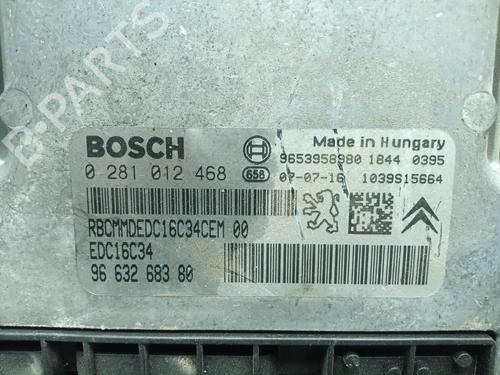 B-PARTS
BOSCH
Made in Hungary
9653958980 1844 0395
0 281 012 468 658 07-07-16 1039S15664
RBCMMDEDC16C34CEM 00
EDC16C34
96 632 683 80